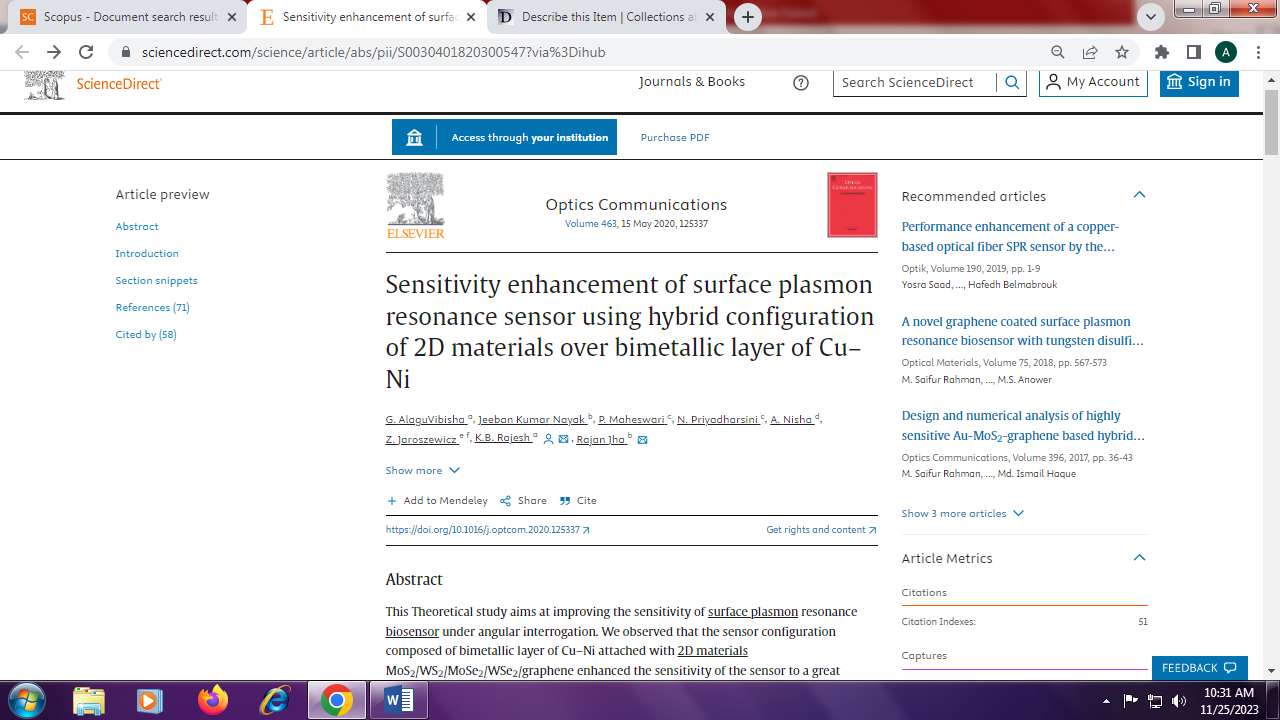 Scopus - Document search result
Sensitivity enhancement of surfa
Describe this Item | Collections a
sciencedirect.com/science/article/abs/pii/S0030401820300547?via%3Dihub
A
ScienceDirect
Journals & Books
Search ScienceDirect
My Account
Sign in
Access through your institution
Purchase PDF
Article preview
Abstract
Introduction
Section snippets
References (71)
Cited by (58)
ELSEVIER
Optics Communications
Volume 463, 15 May 2020, 125337
Sensitivity enhancement of surface plasmon
resonance sensor using hybrid configuration
of 2D materials over bimetallic layer of Cu–
Ni
G. AlaguVibisha a, Jeeban Kumar Nayak b, P. Maheswari c, N. Priyadharsini c, A. Nisha d,
Z. Jaroszewicz e f, K.B. Rajesh a, Rajan Jha b
Show more
Add to Mendeley Share Cite
https://doi.org/10.1016/j.optcom.2020.125337
Get rights and content
Abstract
This Theoretical study aims at improving the sensitivity of surface plasmon resonance
biosensor under angular interrogation. We observed that the sensor configuration
composed of bimetallic layer of Cu–Ni attached with 2D materials
MoS2/WS2/MoSe2/WSe2/graphene enhanced the sensitivity of the sensor to a great
Recommended articles
Performance enhancement of a copper-
based optical fiber SPR sensor by the…
Optik, Volume 190, 2019, pp. 1-9
Yosra Saad, …, Hafedh Belmabrouk
A novel graphene coated surface plasmon
resonance biosensor with tungsten disulfi…
Optical Materials, Volume 75, 2018, pp. 567-573
M. Saifur Rahman, …, M.S. Anower
Design and numerical analysis of highly
sensitive Au-MoS2-graphene based hybrid…
Optics Communications, Volume 396, 2017, pp. 36-43
M. Saifur Rahman, …, Md. Ismail Haque
Show 3 more articles
Article Metrics
Citations
Citation Indexes: 51
Captures
FEEDBACK
10:31 AM
11/25/2023